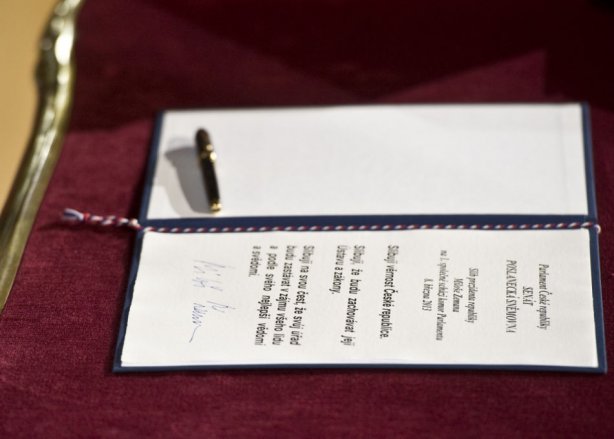 Parlament České republiky
SENÁT
POSLANECKÁ SNĚMOVNA
Slib prezidenta republiky
Miloše Zemana
na 1. společné schůzi komor Parlamentu
8. března 2013
Slibuji věrnost České republice.
Slibuji, že budu zachovávat její
Ústavu a zákony.
Slibuji na svou čest, že svůj úřad
budu zastávat v zájmu všeho lidu
a podle svého nejlepšího vědomí
a svědomí.